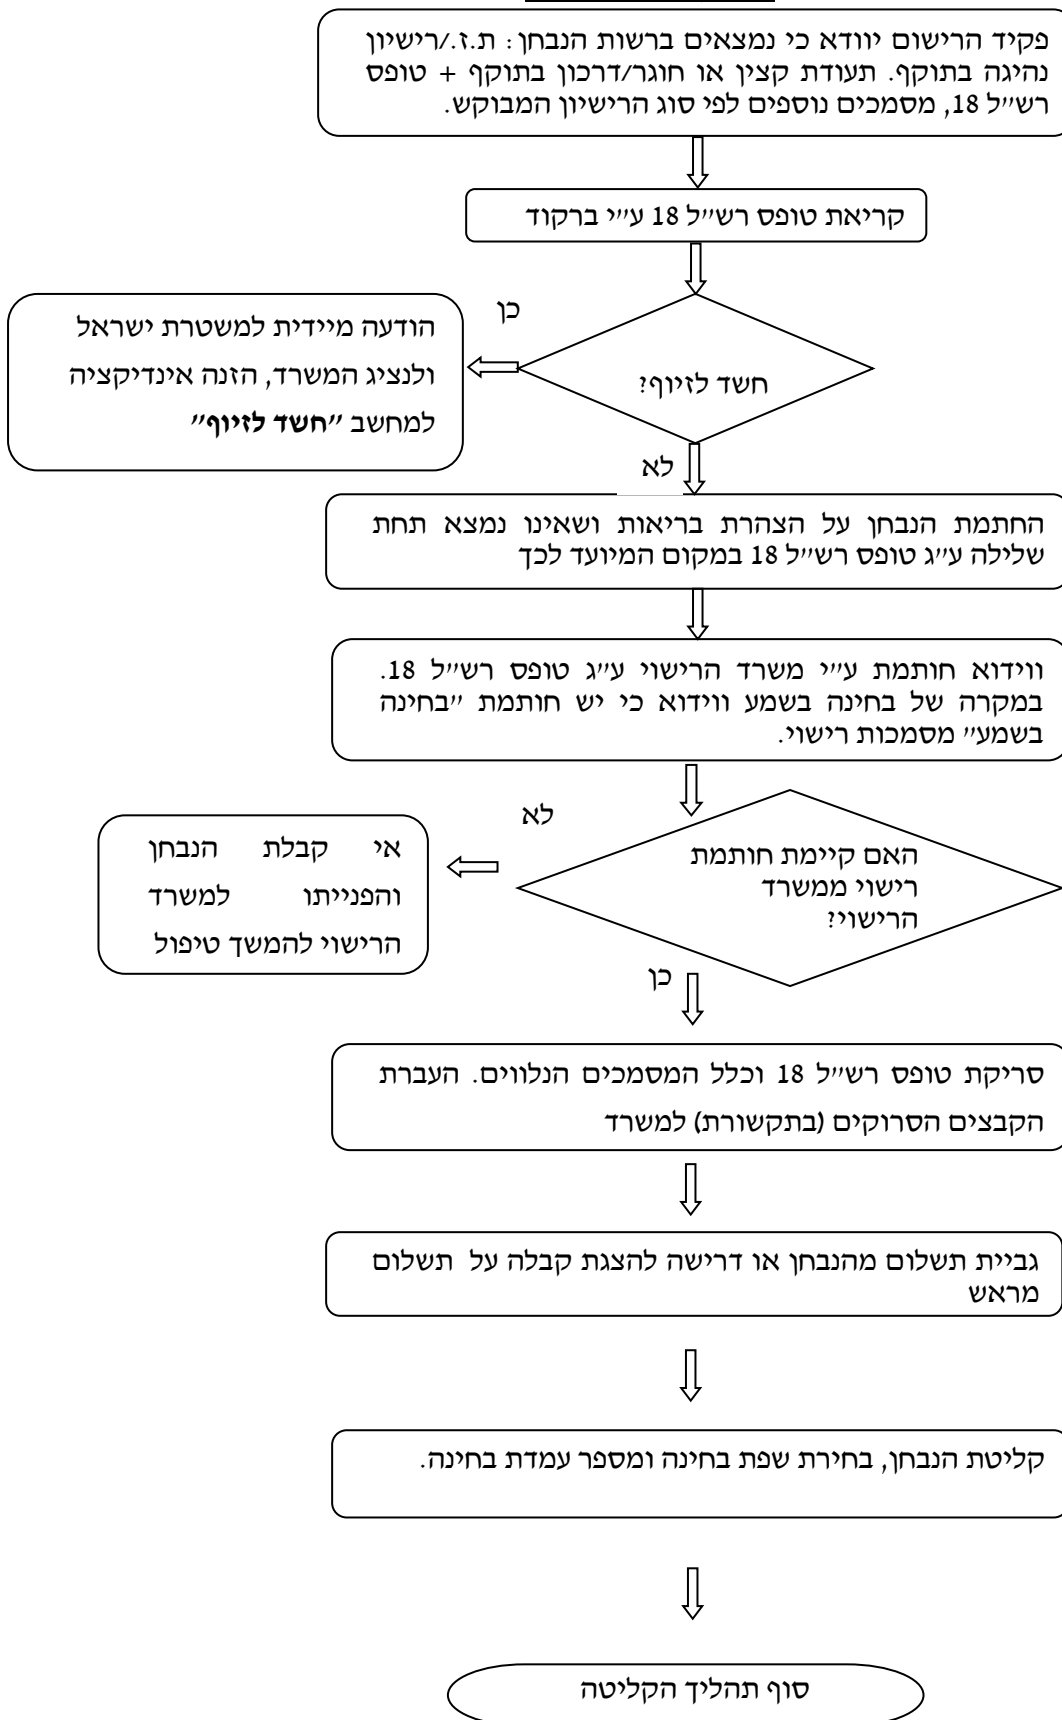 פקיד הרישום יוודא כי נמצאים ברשות הנבחן: ת.ז./רישיון
נהיגה בתוקף. תעודת קצין או חוגר/דרכון בתוקף + טופס
רש״ל 18, מסמכים נוספים לפי סוג הרישיון המבוקש.
קריאת טופס רש״ל 18 ע״י ברקוד
חשד לזיוף?
כן
הודעה מיידית למשטרת ישראל
ולנציג המשרד, הזנה אינדיקציה
למחשב ״חשד לזיוף״
לא
החתמת הנבחן על הצהרת בריאות ושאינו נמצא תחת
שלילה ע״ג טופס רש״ל 18 במקום המיועד לכך
ווידוא חותמת ע״י משרד הרישוי ע״ג טופס רש״ל 18.
במקרה של בחינה בשמע ווידוא כי יש חותמת ״בחינה
בשמע״ מסמכות רישוי.
האם קיימת חותמת
רישוי ממשרד
הרישוי?
לא
אי קבלת הנבחן
והפנייתו למשרד
הרישוי להמשך טיפול
כן
סריקת טופס רש״ל 18 וכלל המסמכים הנלווים. העברת
הקבצים הסרוקים (בתקשורת) למשרד
גביית תשלום מהנבחן או דרישה להצגת קבלה על תשלום
מראש
קליטת הנבחן, בחירת שפת בחינה ומספר עמדת בחינה.
סוף תהליך הקליטה